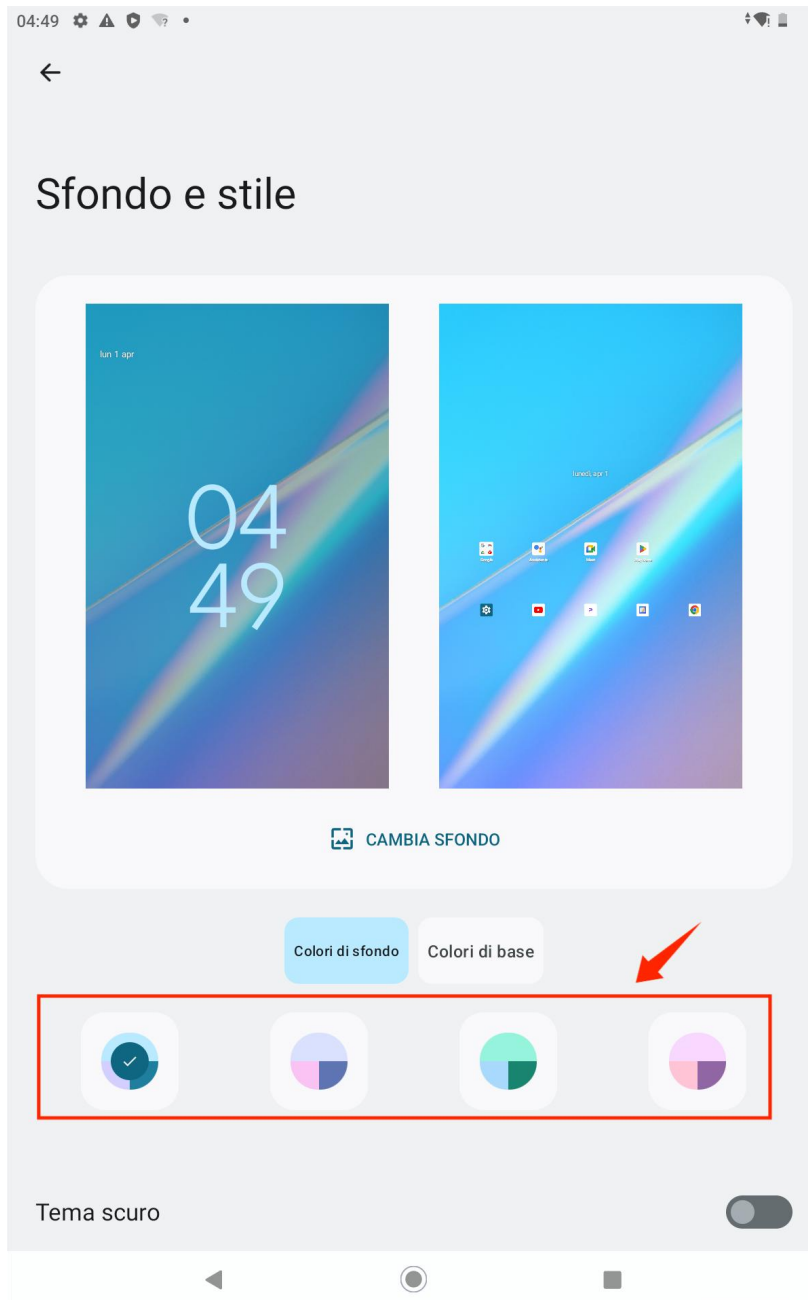 04:49
Sfondo e stile
lun 1 apr
04
49
lunedì, apr 1
Google
CAMBIA SFONDO
Colori di sfondo
Colori di base
Tema scuro